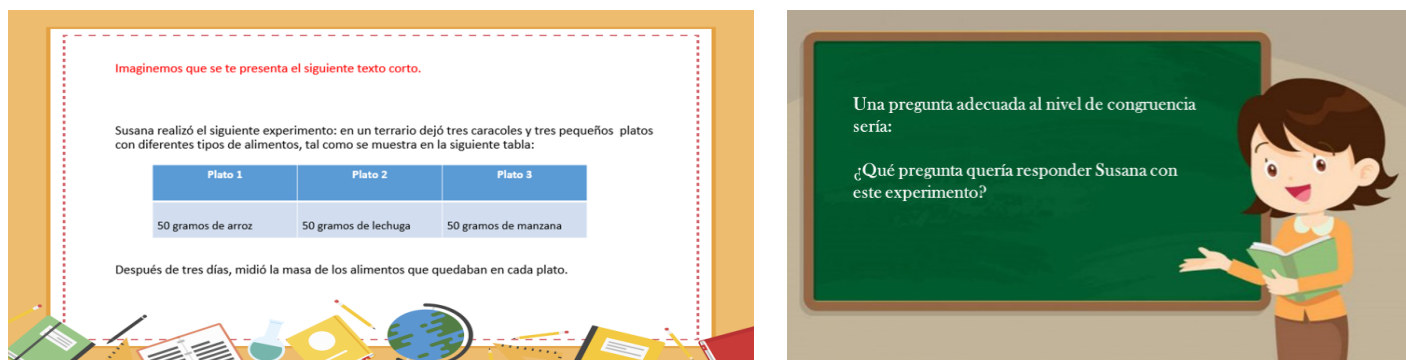 Imaginemos que se te presenta el siguiente texto corto.
Susana realizó el siguiente experimento: en un terrario dejó tres caracoles y tres pequeños platos
con diferentes tipos de alimentos, tal como se muestra en la siguiente tabla:
Plato 1 Plato 2 Plato 3
50 gramos de arroz 50 gramos de lechuga 50 gramos de manzana
Después de tres días, midió la masa de los alimentos que quedaban en cada plato.
Una pregunta adecuada al nivel de congruencia
sería:
¿Qué pregunta quería responder Susana con
este experimento?